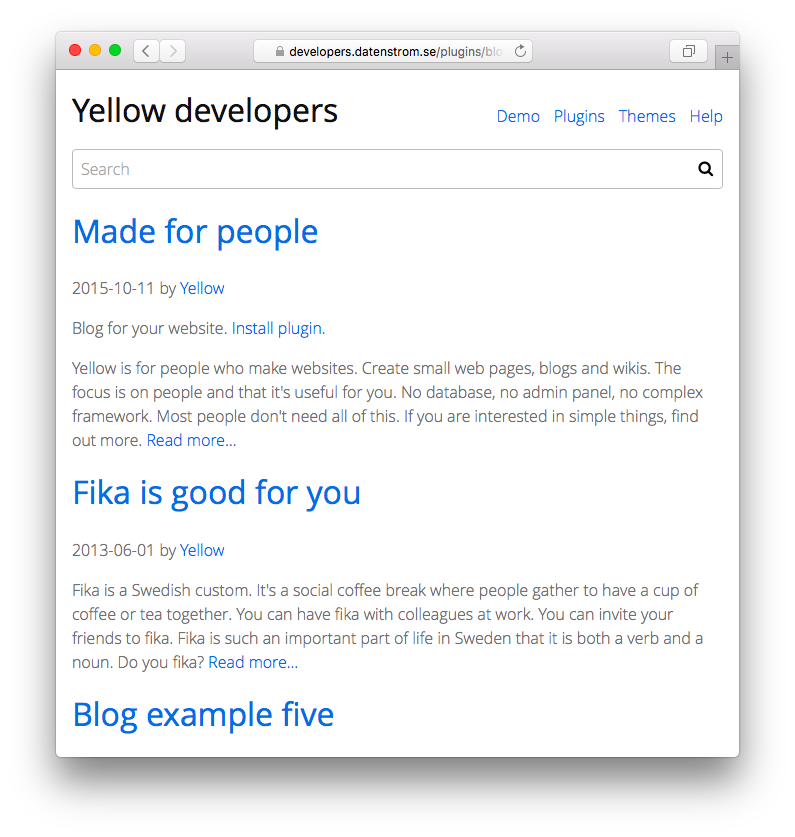 developers.datenstrom.se/plugins/blo
Yellow developers
Demo Plugins Themes Help
Search
Made for people
2015-10-11 by Yellow
Blog for your website. Install plugin.
Yellow is for people who make websites. Create small web pages, blogs and wikis. The
focus is on people and that it's useful for you. No database, no admin panel, no complex
framework. Most people don't need all of this. If you are interested in simple things, find
out more. Read more...
Fika is good for you
2013-06-01 by Yellow
Fika is a Swedish custom. It's a social coffee break where people gather to have a cup of
coffee or tea together. You can have fika with colleagues at work. You can invite your
friends to fika. Fika is such an important part of life in Sweden that it is both a verb and a
noun. Do you fika? Read more...
Blog example five